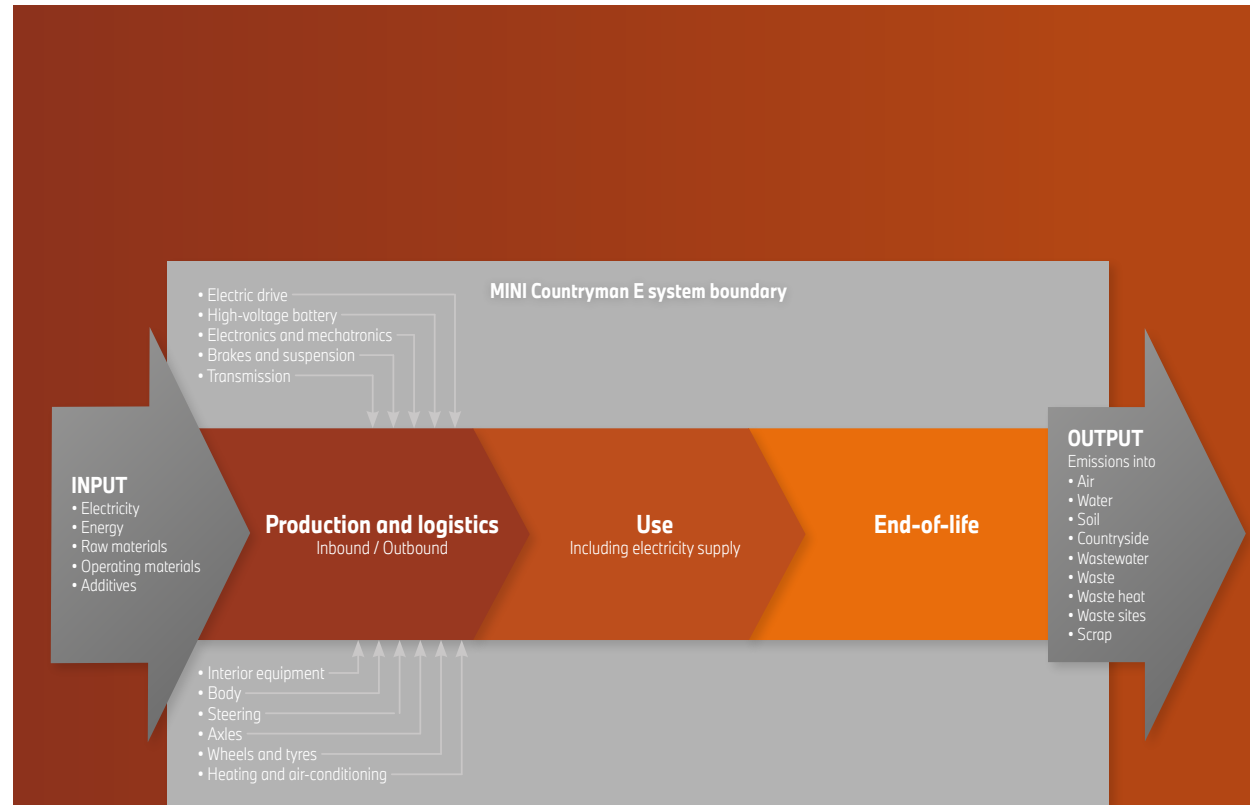 MINI Countryman E system boundary
• Electric drive
• High-voltage battery
• Electronics and mechatronics
• Brakes and suspension
• Transmission
INPUT
• Electricity
• Energy
• Raw materials
• Operating materials
• Additives
Production and logistics
Inbound / Outbound
Use
Including electricity supply
End-of-life
OUTPUT
Emissions into
• Air
• Water
• Soil
• Countryside
• Wastewater
• Waste
• Waste heat
• Waste sites
• Scrap
• Interior equipment
• Body
• Steering
• Axles
• Wheels and tyres
• Heating and air-conditioning